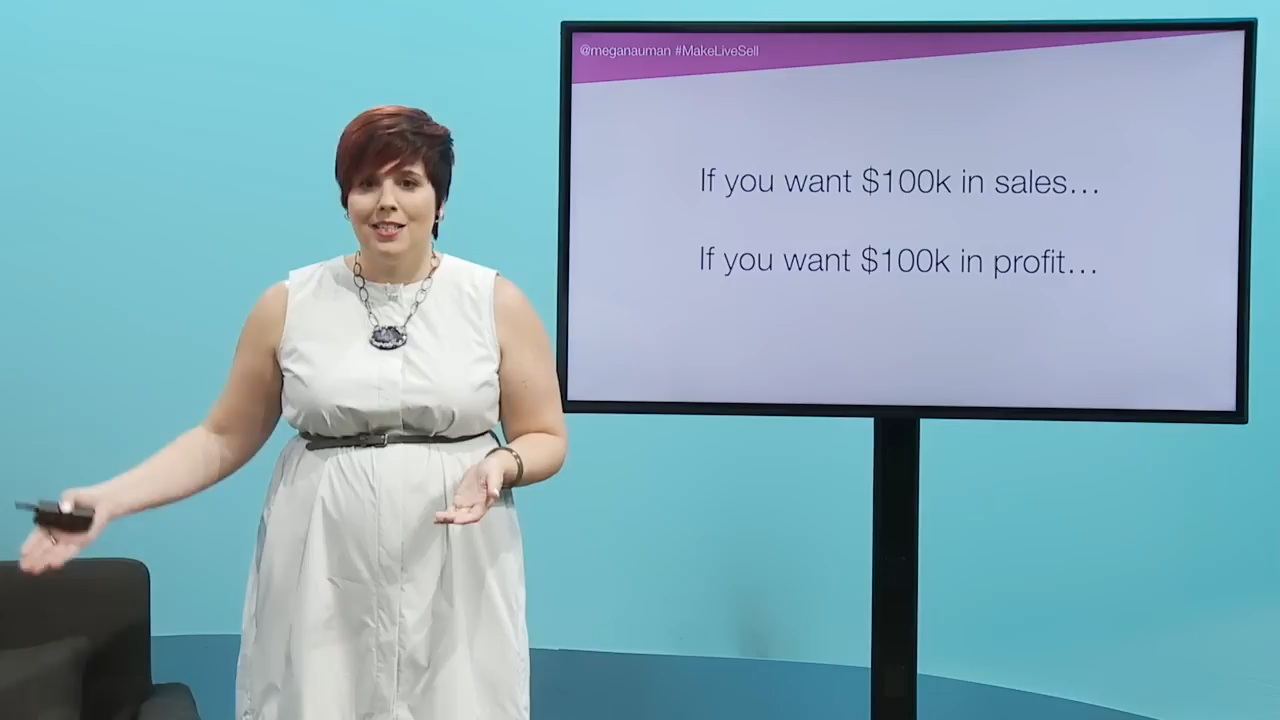 @meganauman #MakeLiveSell
If you want $100k in sales...
If you want $100k in profit...